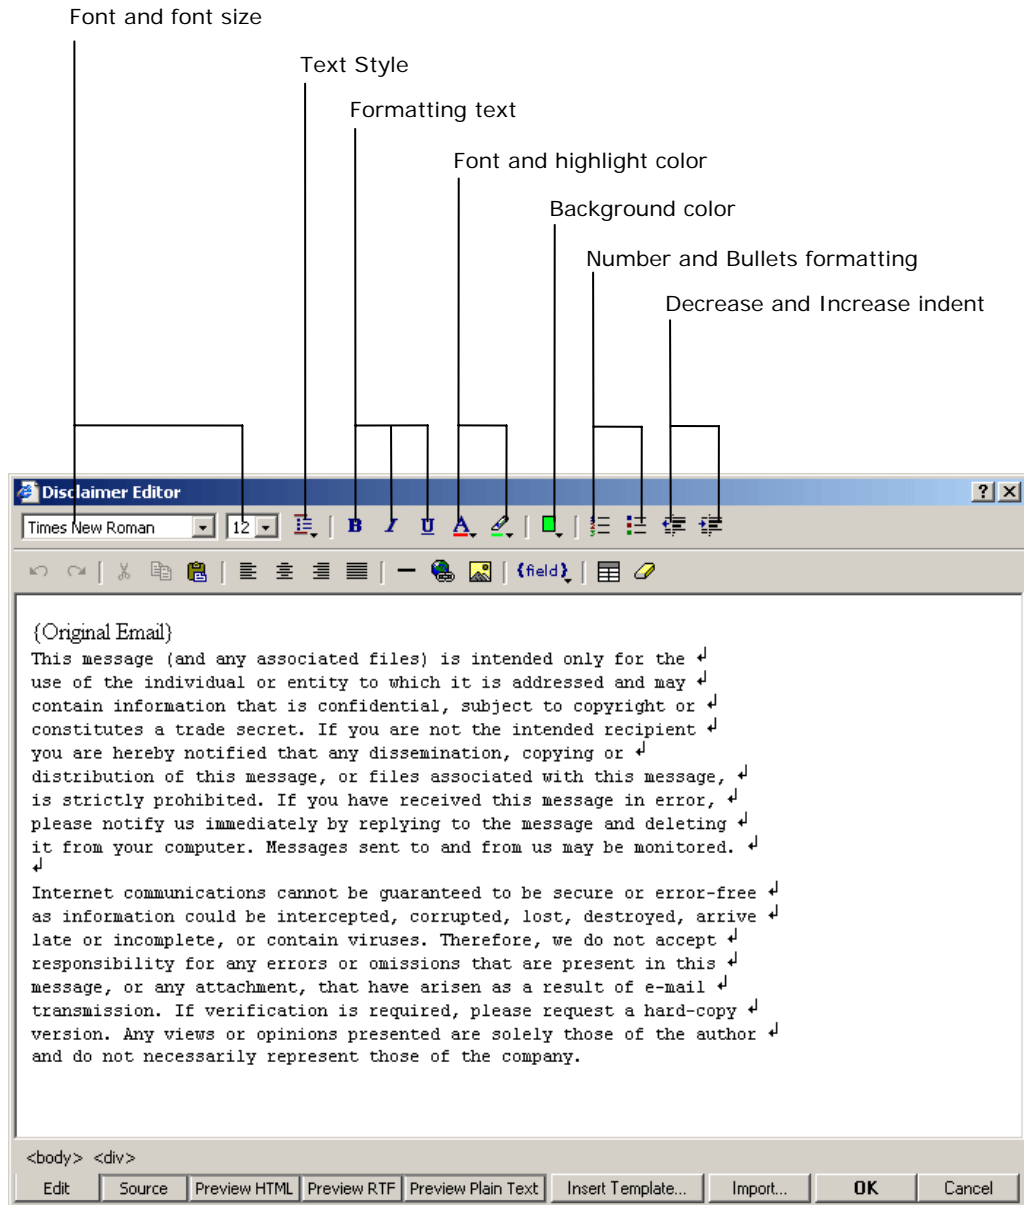 Font and font size
Text Style
Formatting text
Font and highlight color
Background color
Number and Bullets formatting
Decrease and Increase indent
Disclaimer Editor
Times New Roman 12 B I U A
{field}
{Original Email}
This message (and any associated files) is intended only for the ↲
use of the individual or entity to which it is addressed and may ↲
contain information that is confidential, subject to copyright or ↲
constitutes a trade secret. If you are not the intended recipient ↲
you are hereby notified that any dissemination, copying or ↲
distribution of this message, or files associated with this message, ↲
is strictly prohibited. If you have received this message in error, ↲
please notify us immediately by replying to the message and deleting ↲
it from your computer. Messages sent to and from us may be monitored. ↲
↲
Internet communications cannot be guaranteed to be secure or error-free ↲
as information could be intercepted, corrupted, lost, destroyed, arrive ↲
late or incomplete, or contain viruses. Therefore, we do not accept ↲
responsibility for any errors or omissions that are present in this ↲
message, or any attachment, that have arisen as a result of e-mail ↲
transmission. If verification is required, please request a hard-copy ↲
version. Any views or opinions presented are solely those of the author ↲
and do not necessarily represent those of the company.
<body> <div>
Edit Source Preview HTML Preview RTF Preview Plain Text Insert Template... Import... OK Cancel